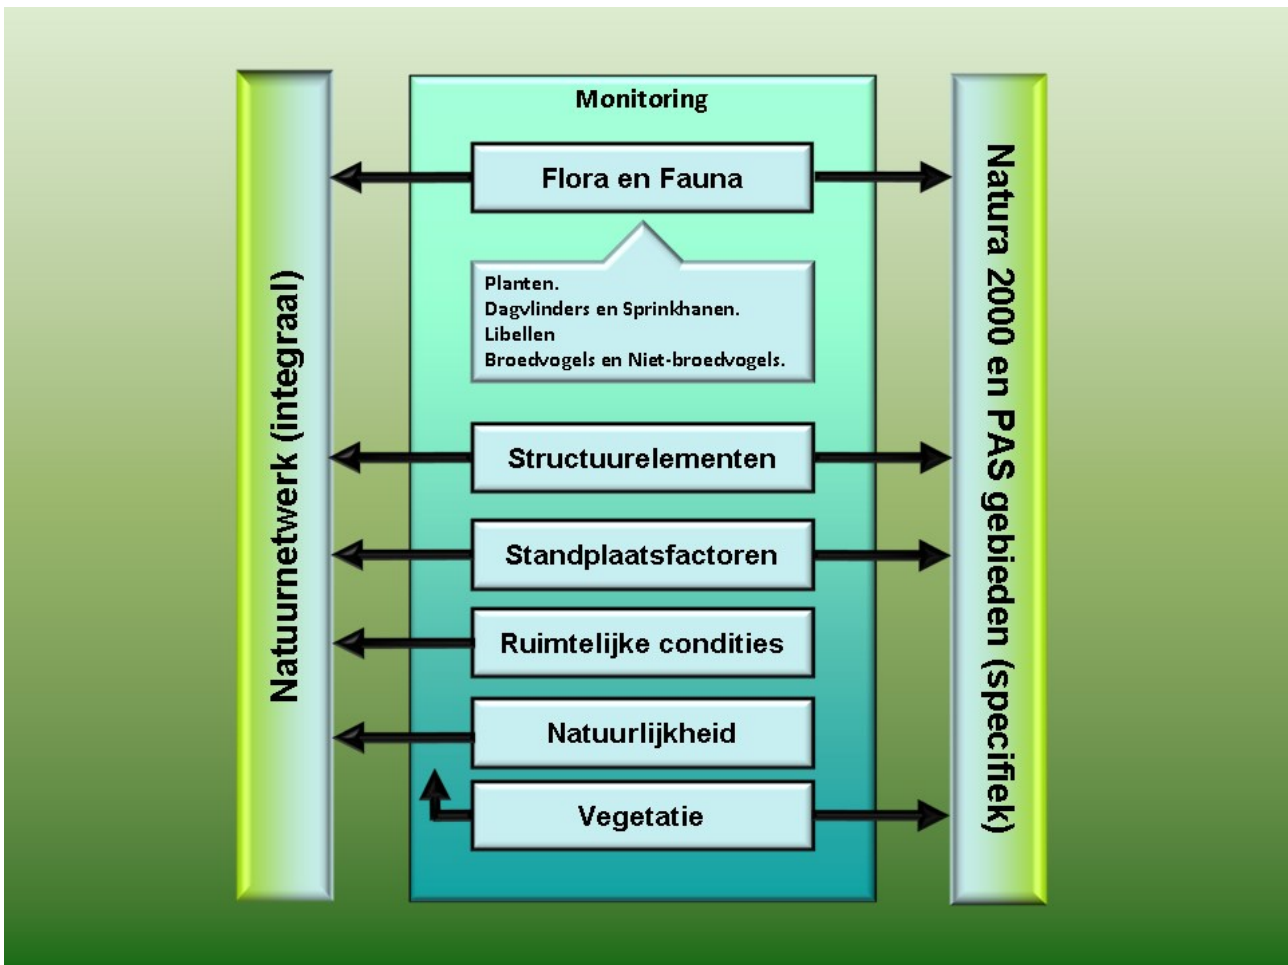 Monitoring
Natuurnetwerk (integraal)
Flora en Fauna
Planten.
Dagvlinders en Sprinkhanen.
Libellen
Broedvogels en Niet-broedvogels.
Structuurelementen
Standplaatsfactoren
Ruimtelijke condities
Natuurlijkheid
Vegetatie
Natura 2000 en PAS gebieden (specifiek)